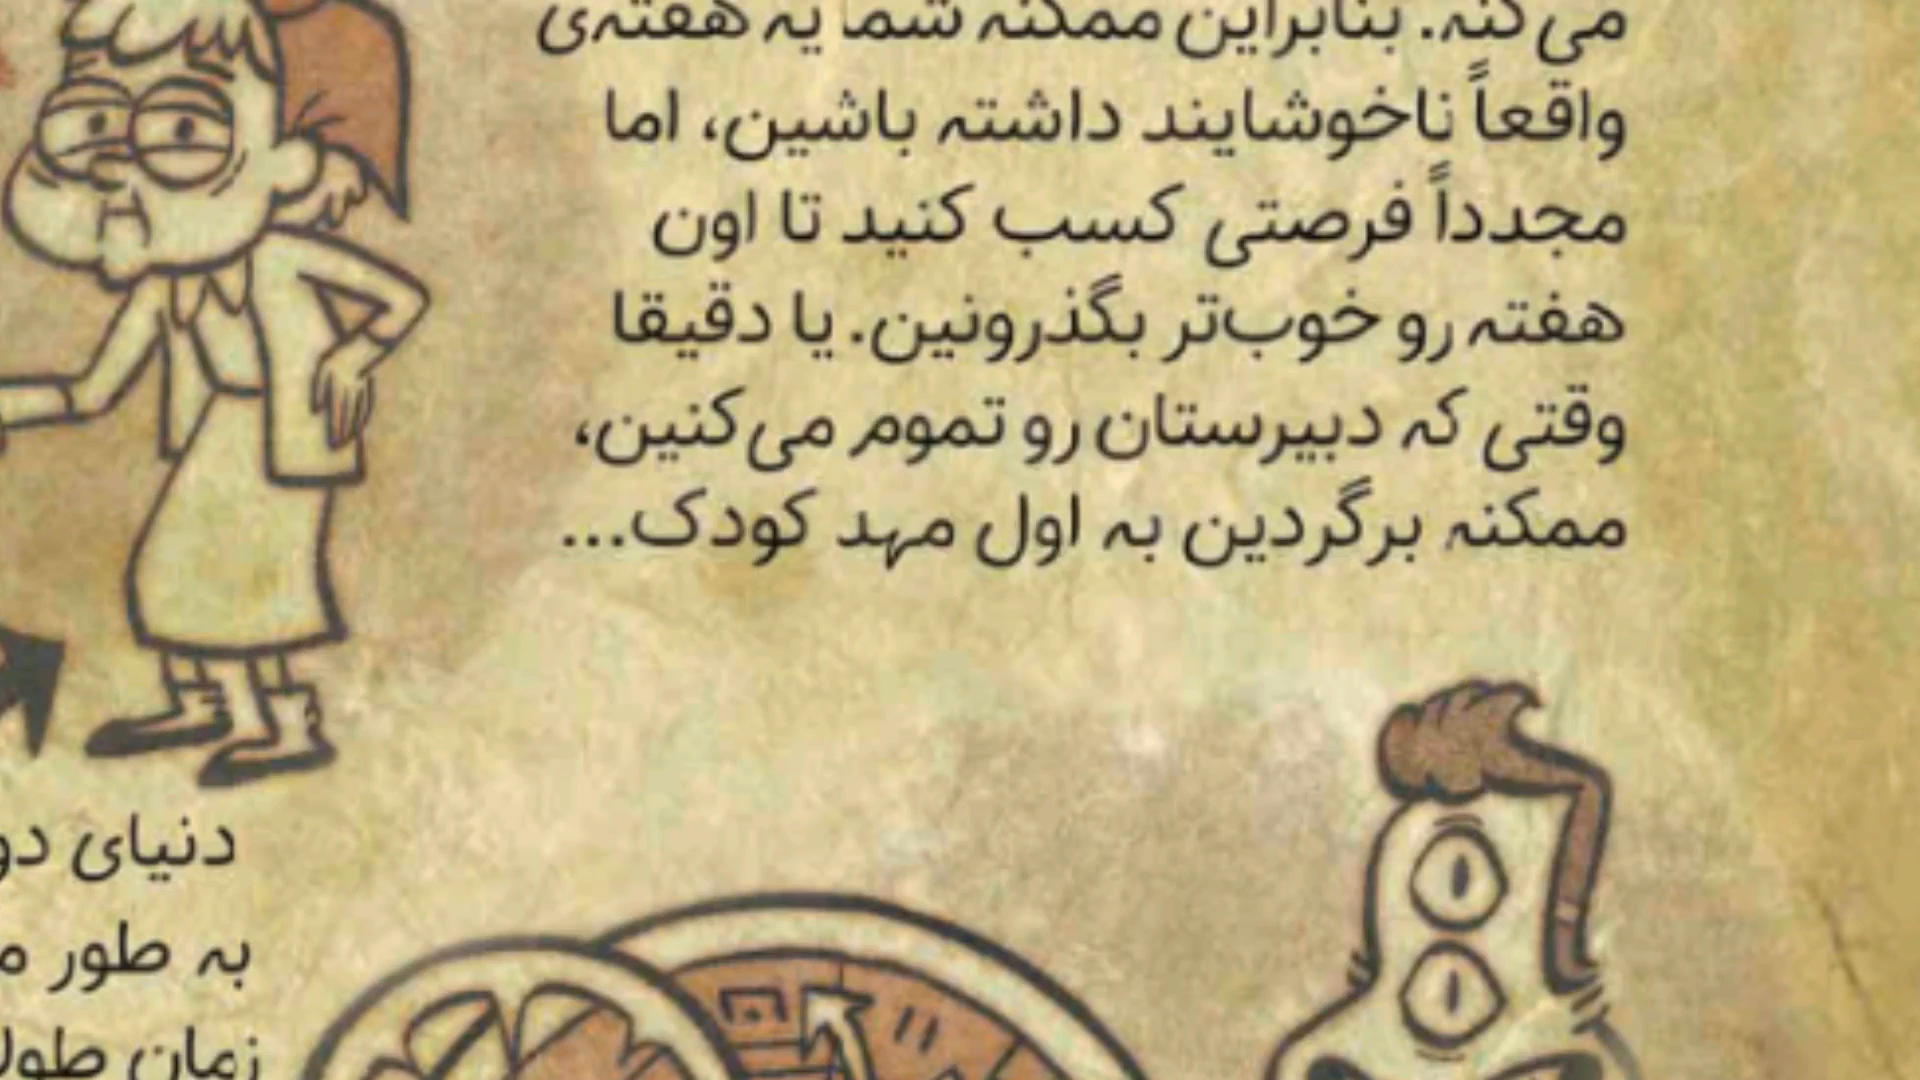 می‌کنه. بنابراین ممکنه شما یه هفته‌ی
واقعاً ناخوشایند داشته باشین، اما
مجدداً فرصتی کسب کنید تا اون
هفته رو خوب‌تر بگذرونین. یا دقیقا
وقتی که دبیرستان رو تموم می‌کنین،
ممکنه برگردین به اول مهد کودک...
دنیای
به طور
زمان